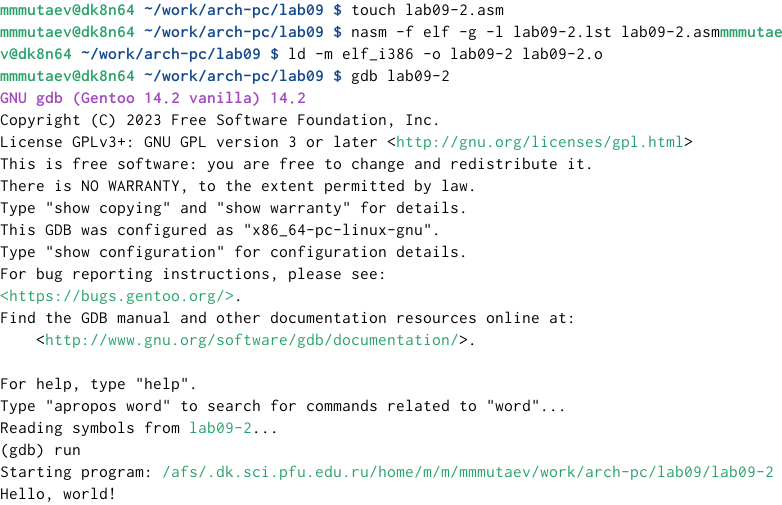 mmmutaev@dk8n64 ~/work/arch-pc/lab09 $ touch lab09-2.asm
mmmutaev@dk8n64 ~/work/arch-pc/lab09 $ nasm -f elf -g -l lab09-2.lst lab09-2.asmmmmutae
v@dk8n64 ~/work/arch-pc/lab09 $ ld -m elf_i386 -o lab09-2 lab09-2.o
mmmutaev@dk8n64 ~/work/arch-pc/lab09 $ gdb lab09-2
GNU gdb (Gentoo 14.2 vanilla) 14.2
Copyright (C) 2023 Free Software Foundation, Inc.
License GPLv3+: GNU GPL version 3 or later <http://gnu.org/licenses/gpl.html>
This is free software: you are free to change and redistribute it.
There is NO WARRANTY, to the extent permitted by law.
Type "show copying" and "show warranty" for details.
This GDB was configured as "x86_64-pc-linux-gnu".
Type "show configuration" for configuration details.
For bug reporting instructions, please see:
<https://bugs.gentoo.org/>.
Find the GDB manual and other documentation resources online at:
    <http://www.gnu.org/software/gdb/documentation/>.

For help, type "help".
Type "apropos word" to search for commands related to "word"...
Reading symbols from lab09-2...
(gdb) run
Starting program: /afs/.dk.sci.pfu.edu.ru/home/m/m/mmmutaev/work/arch-pc/lab09/lab09-2
Hello, world!